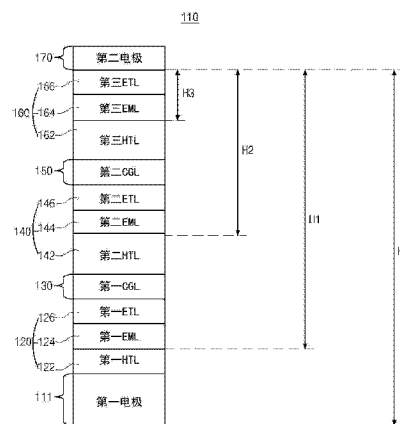 110
170 第二电极
166 第三ETL
160 164 第三EML H3
162 第三HTL H2
150 第二CGL
146 第二ETL H1
140 144 第二EML H
142 第二HTL
130 第一CGL
126 第一ETL
120 124 第一EML
122 第一HTL
111 第一电极